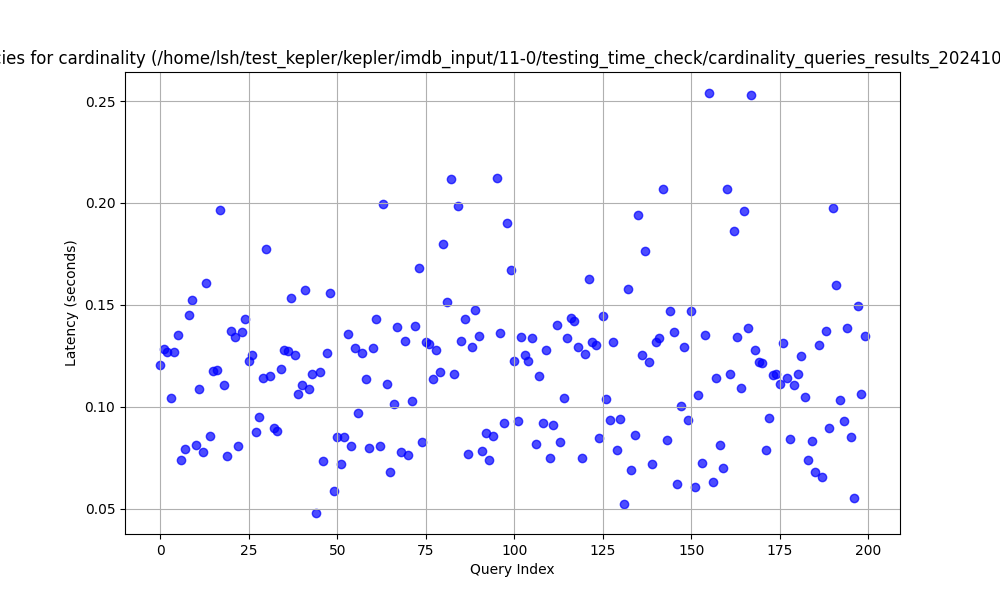 for cardinality (/home/lsh/test_kepler/kepler/imdb_input/11-0/testing_time_check/cardinality_queries_results_202410
0.25
0.20
0.15
0.10
0.05
Latency (seconds)
0 25 50 75 100 125 150 175 200
Query Index